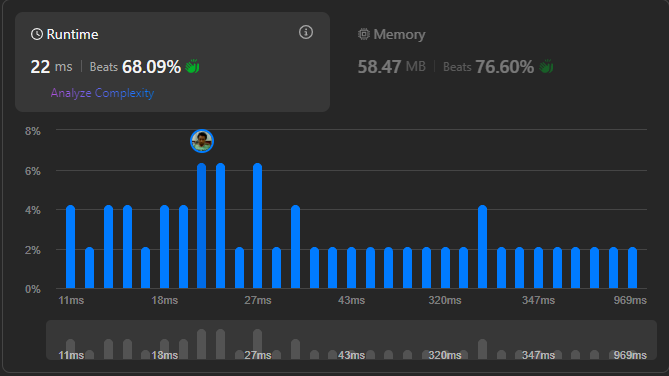 Runtime
22 ms | Beats 68.09%
Analyze Complexity
Memory
58.47 MB | Beats 76.60%
8%
6%
4%
2%
0%
11ms 18ms 27ms 43ms 320ms 347ms 969ms
11ms 18ms 27ms 43ms 320ms 347ms 969ms